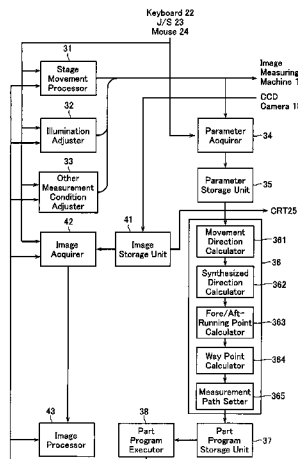 Keyboard 22
J/S 23
Mouse 24
31
Stage
Movement
Processor
Image
Measuring
32
Machine
CCD
Camera
Illumination
Adjuster
34
Parameter
Acquirer
33
Other
Measurement
Condition
Adjuster
35
Parameter
Storage Unit
42
41
CRT25
Image
Acquirer
Image
Storage Unit
Movement
Direction
Calculator
361
36
Synthesized
Direction
Calculator
362
Fore/Aft-
Running Point
Calculator
363
Way Point
Calculator
364
Measurement
Path Setter
365
43
38
Image
Processor
Part
Program
Executor
Part
Program
Storage Unit
37